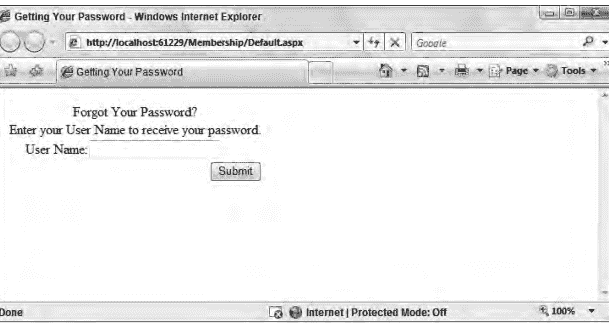 Getting Your Password - Windows Internet Explorer
http://localhost:61229/Membership/Default.aspx
Google
Getting Your Password
Page
Tools
Forgot Your Password?
Enter your User Name to receive your password.
User Name:
Submit
Done
Internet | Protected Mode: Off
100%